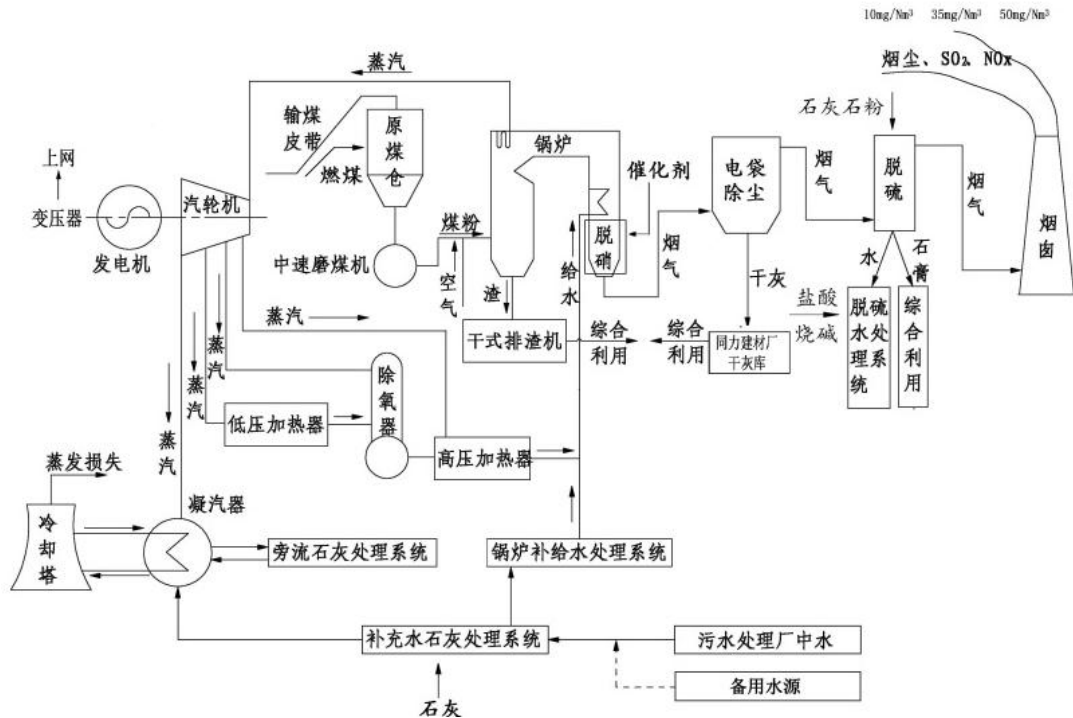 10mg/Nm³ 35mg/Nm³ 50mg/Nm³
烟尘、SO₂、NOx
蒸汽
输煤
皮带
原煤仓
燃煤
锅炉
石灰石粉
上网
变压器
发电机
汽轮机
煤粉
中速磨煤机
空气
催化剂
脱硝
给水
烟气
电袋
除尘
烟气
脱硫
烟气
烟囱
渣
干灰
水
石膏
蒸汽
干式排渣机
综合
利用
综合
利用
同力建材厂
干灰库
盐酸
烧碱
脱硫水处理系统
综合利用
蒸汽
蒸汽
蒸汽
除氧器
低压加热器
高压加热器
蒸发损失
凝汽器
冷却塔
旁流石灰处理系统
锅炉补给水处理系统
补充水石灰处理系统
污水处理厂中水
备用水源
石灰